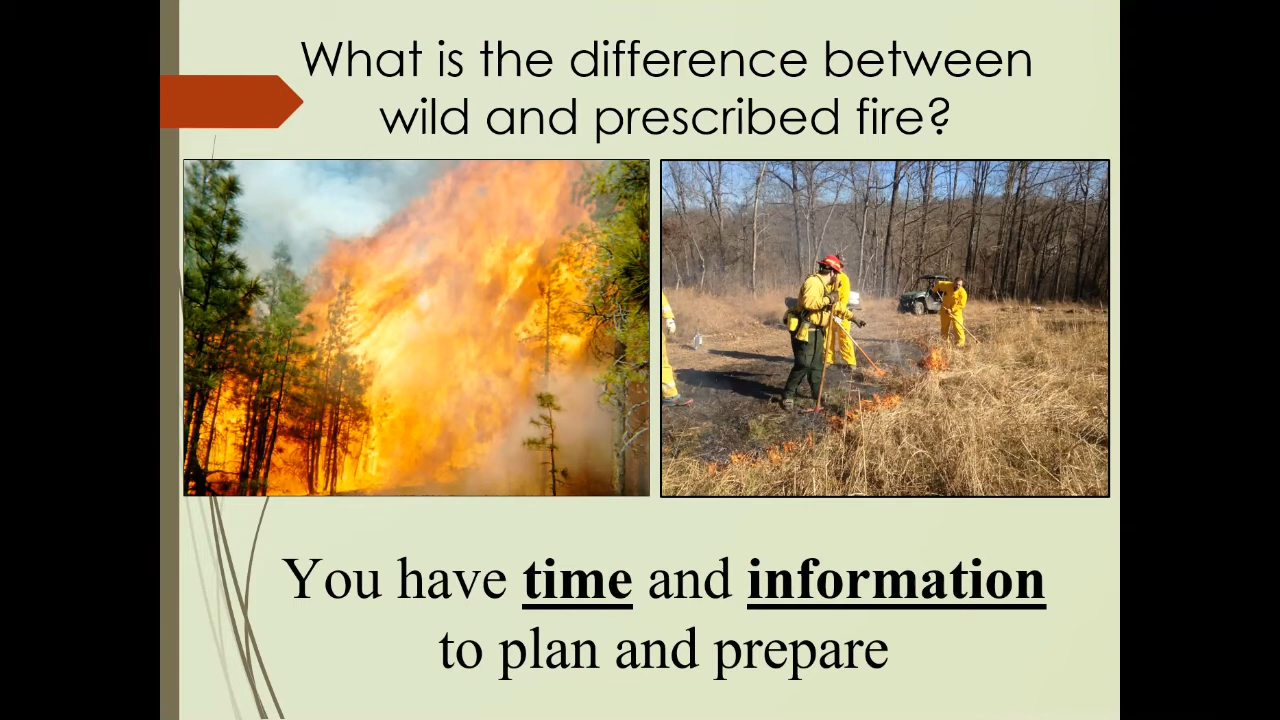 What is the difference between
wild and prescribed fire?
You have time and information
to plan and prepare